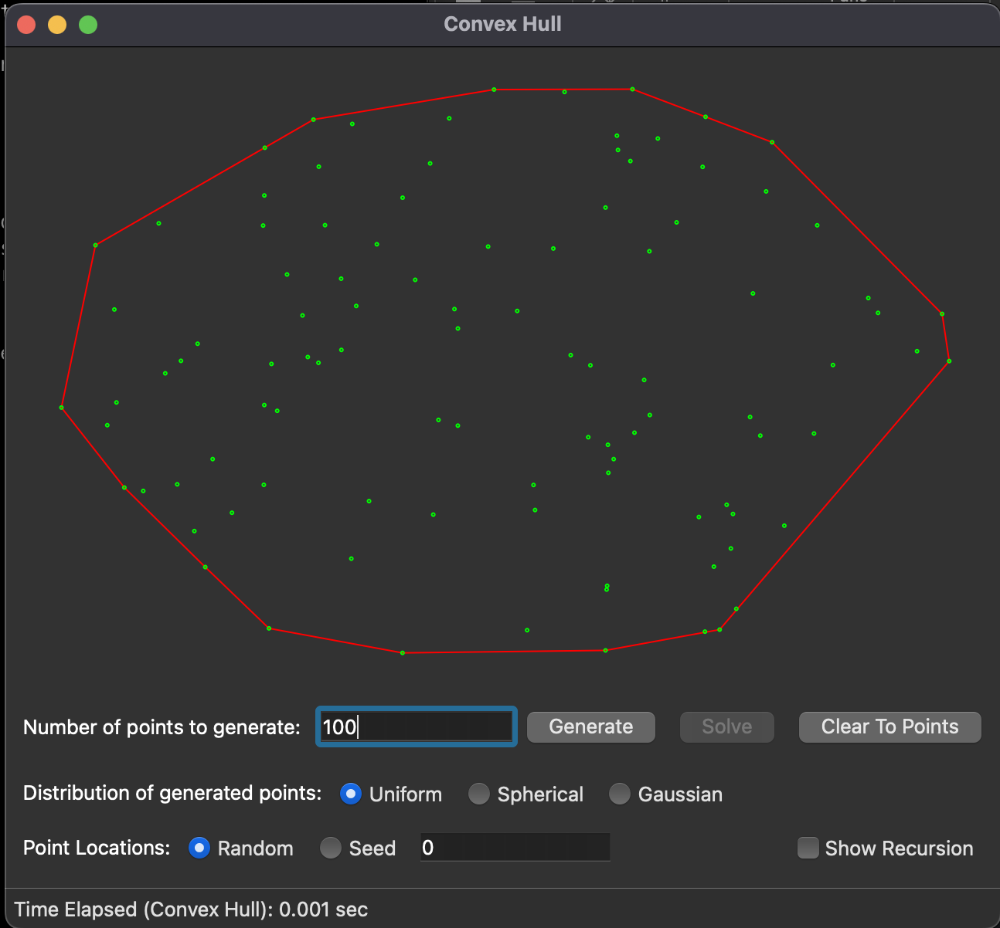 Convex Hull
Number of points to generate: 100 Generate Solve Clear To Points
Distribution of generated points: Uniform Spherical Gaussian
Point Locations: Random Seed 0 Show Recursion
Time Elapsed (Convex Hull): 0.001 sec